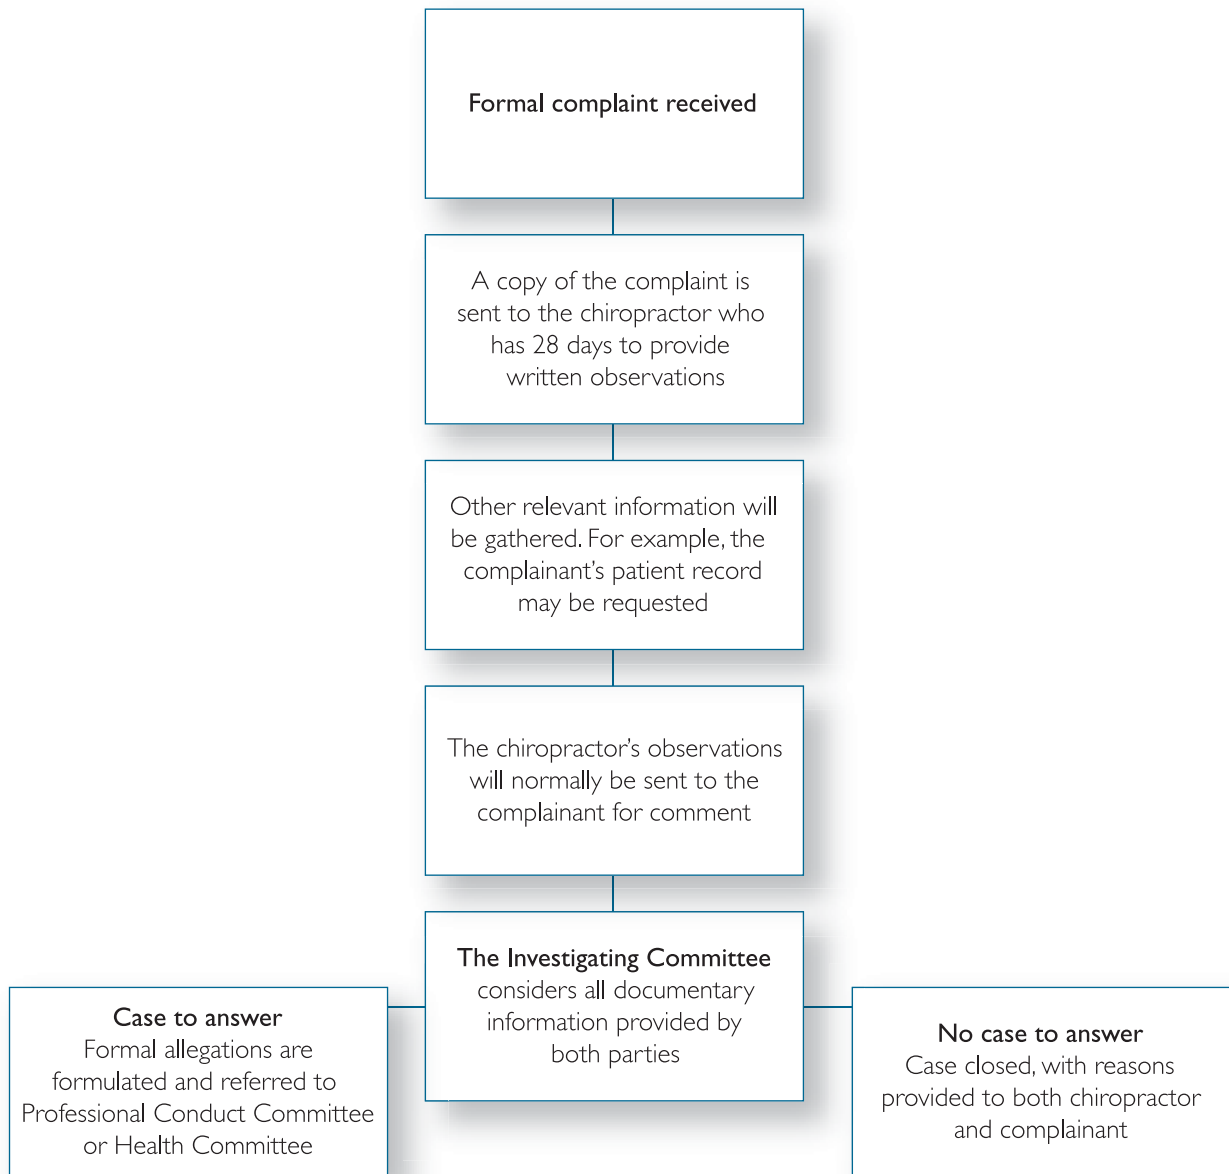 Formal complaint received
A copy of the complaint is
sent to the chiropractor who
has 28 days to provide
written observations
Other relevant information will
be gathered. For example, the
complainant's patient record
may be requested
The chiropractor's observations
will normally be sent to the
complainant for comment
The Investigating Committee
considers all documentary
information provided by
both parties
Case to answer
Formal allegations are
formulated and referred to
Professional Conduct Committee
or Health Committee
No case to answer
Case closed, with reasons
provided to both chiropractor
and complainant